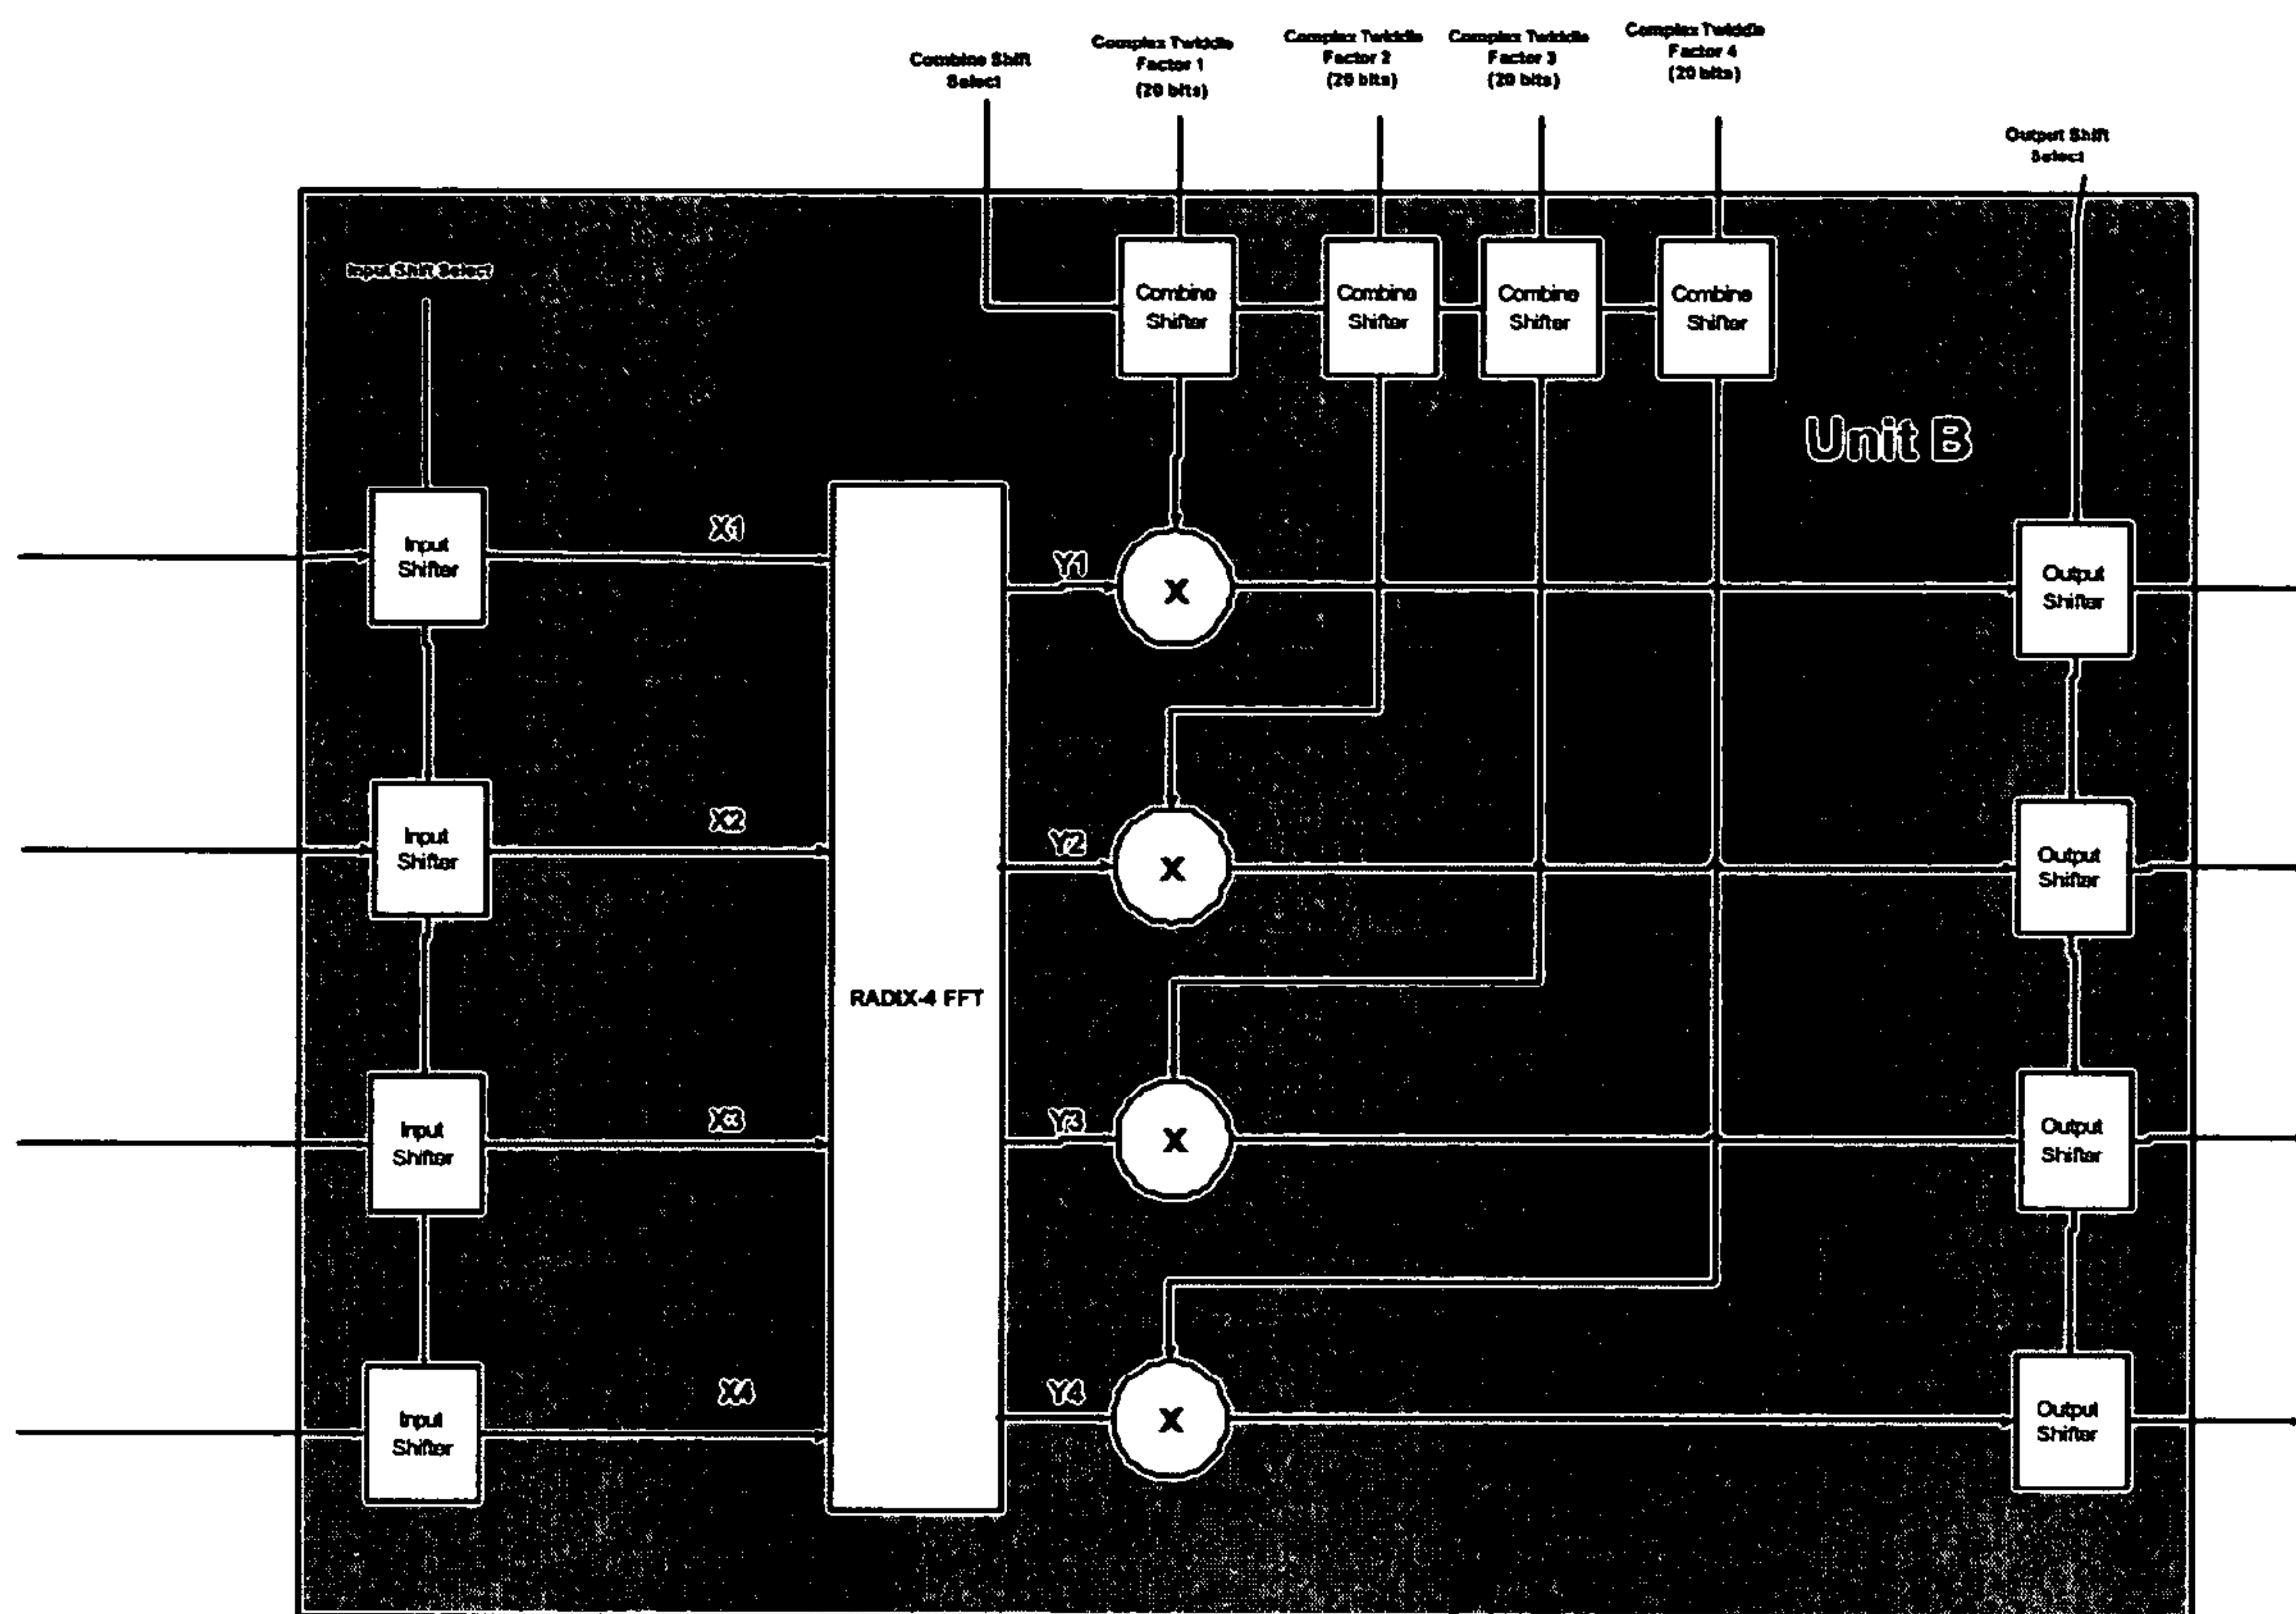 Combine Shift
Select
Complex Twiddle
Factor 1
(20 bits)
Complex Twiddle
Factor 2
(20 bits)
Complex Twiddle
Factor 3
(20 bits)
Complex Twiddle
Factor 4
(20 bits)
Output Shift
Select
Input Shift Select
Combine
Shifter
Combine
Shifter
Combine
Shifter
Combine
Shifter
Unit B
Input
Shifter
X1
Y1
X
Output
Shifter
Input
Shifter
X2
Y2
X
Output
Shifter
RADIX-4 FFT
Input
Shifter
X3
Y3
X
Output
Shifter
Input
Shifter
X4
Y4
X
Output
Shifter